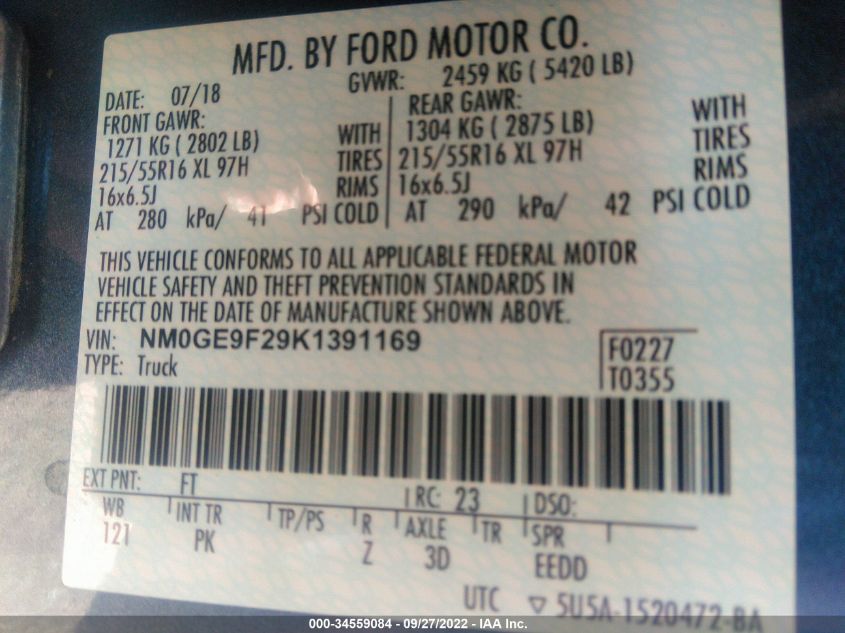 MFD. BY FORD MOTOR CO.
DATE: 07/18 GVWR: 2459 KG ( 5420 LB)
FRONT GAWR: REAR GAWR:
1271 KG ( 2802 LB) WITH 1304 KG ( 2875 LB) WITH
215/55R16 XL 97H TIRES 215/55R16 XL 97H TIRES
16x6.5J RIMS 16x6.5J RIMS
AT 280 kPa/ 41 PSI COLD AT 290 kPa/ 42 PSI COLD
THIS VEHICLE CONFORMS TO ALL APPLICABLE FEDERAL MOTOR
VEHICLE SAFETY AND THEFT PREVENTION STANDARDS IN
EFFECT ON THE DATE OF MANUFACTURE SHOWN ABOVE.
VIN: NM0GE9F29K1391169 F0227
TYPE: Truck T0355
EXT PNT: FT RC: 23 DSO:
WB INT TR TP/PS R AXLE TR SPR
121 PK Z 3D EEDD
UTC ▽ 5U5A-1520472-BA
000-34559084 - 09/27/2022 - IAA Inc.